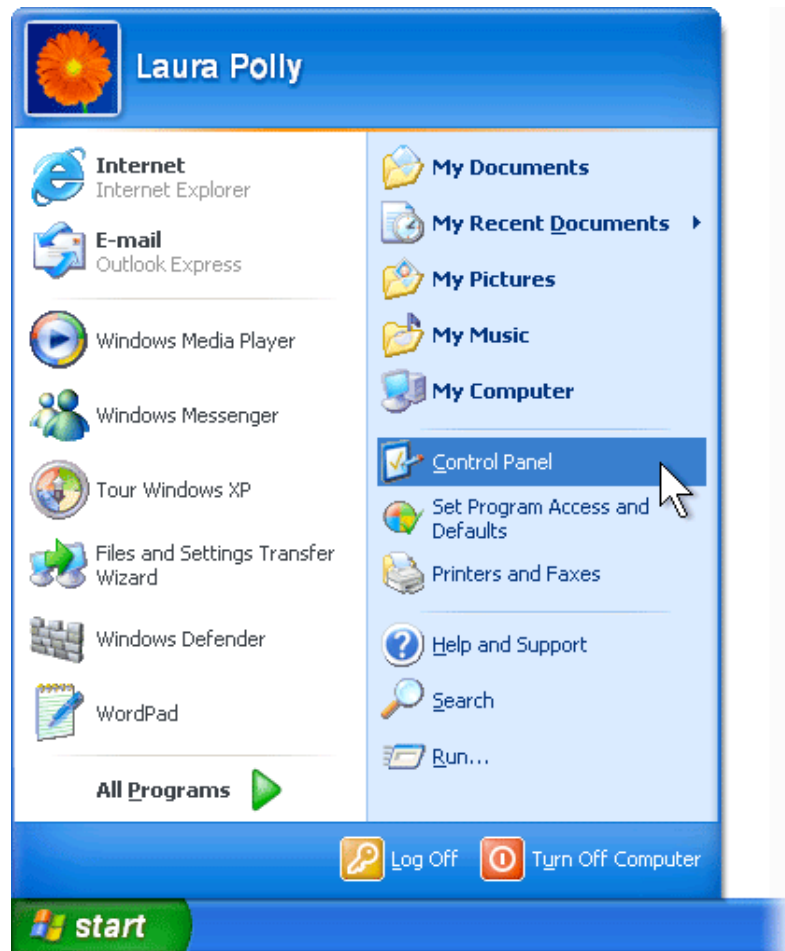 Laura Polly
Internet
Internet Explorer
E-mail
Outlook Express
Windows Media Player
Windows Messenger
Tour Windows XP
Files and Settings Transfer
Wizard
Windows Defender
WordPad
All Programs
My Documents
My Recent Documents
My Pictures
My Music
My Computer
Control Panel
Set Program Access and
Defaults
Printers and Faxes
Help and Support
Search
Run...
Log Off
Turn Off Computer
start